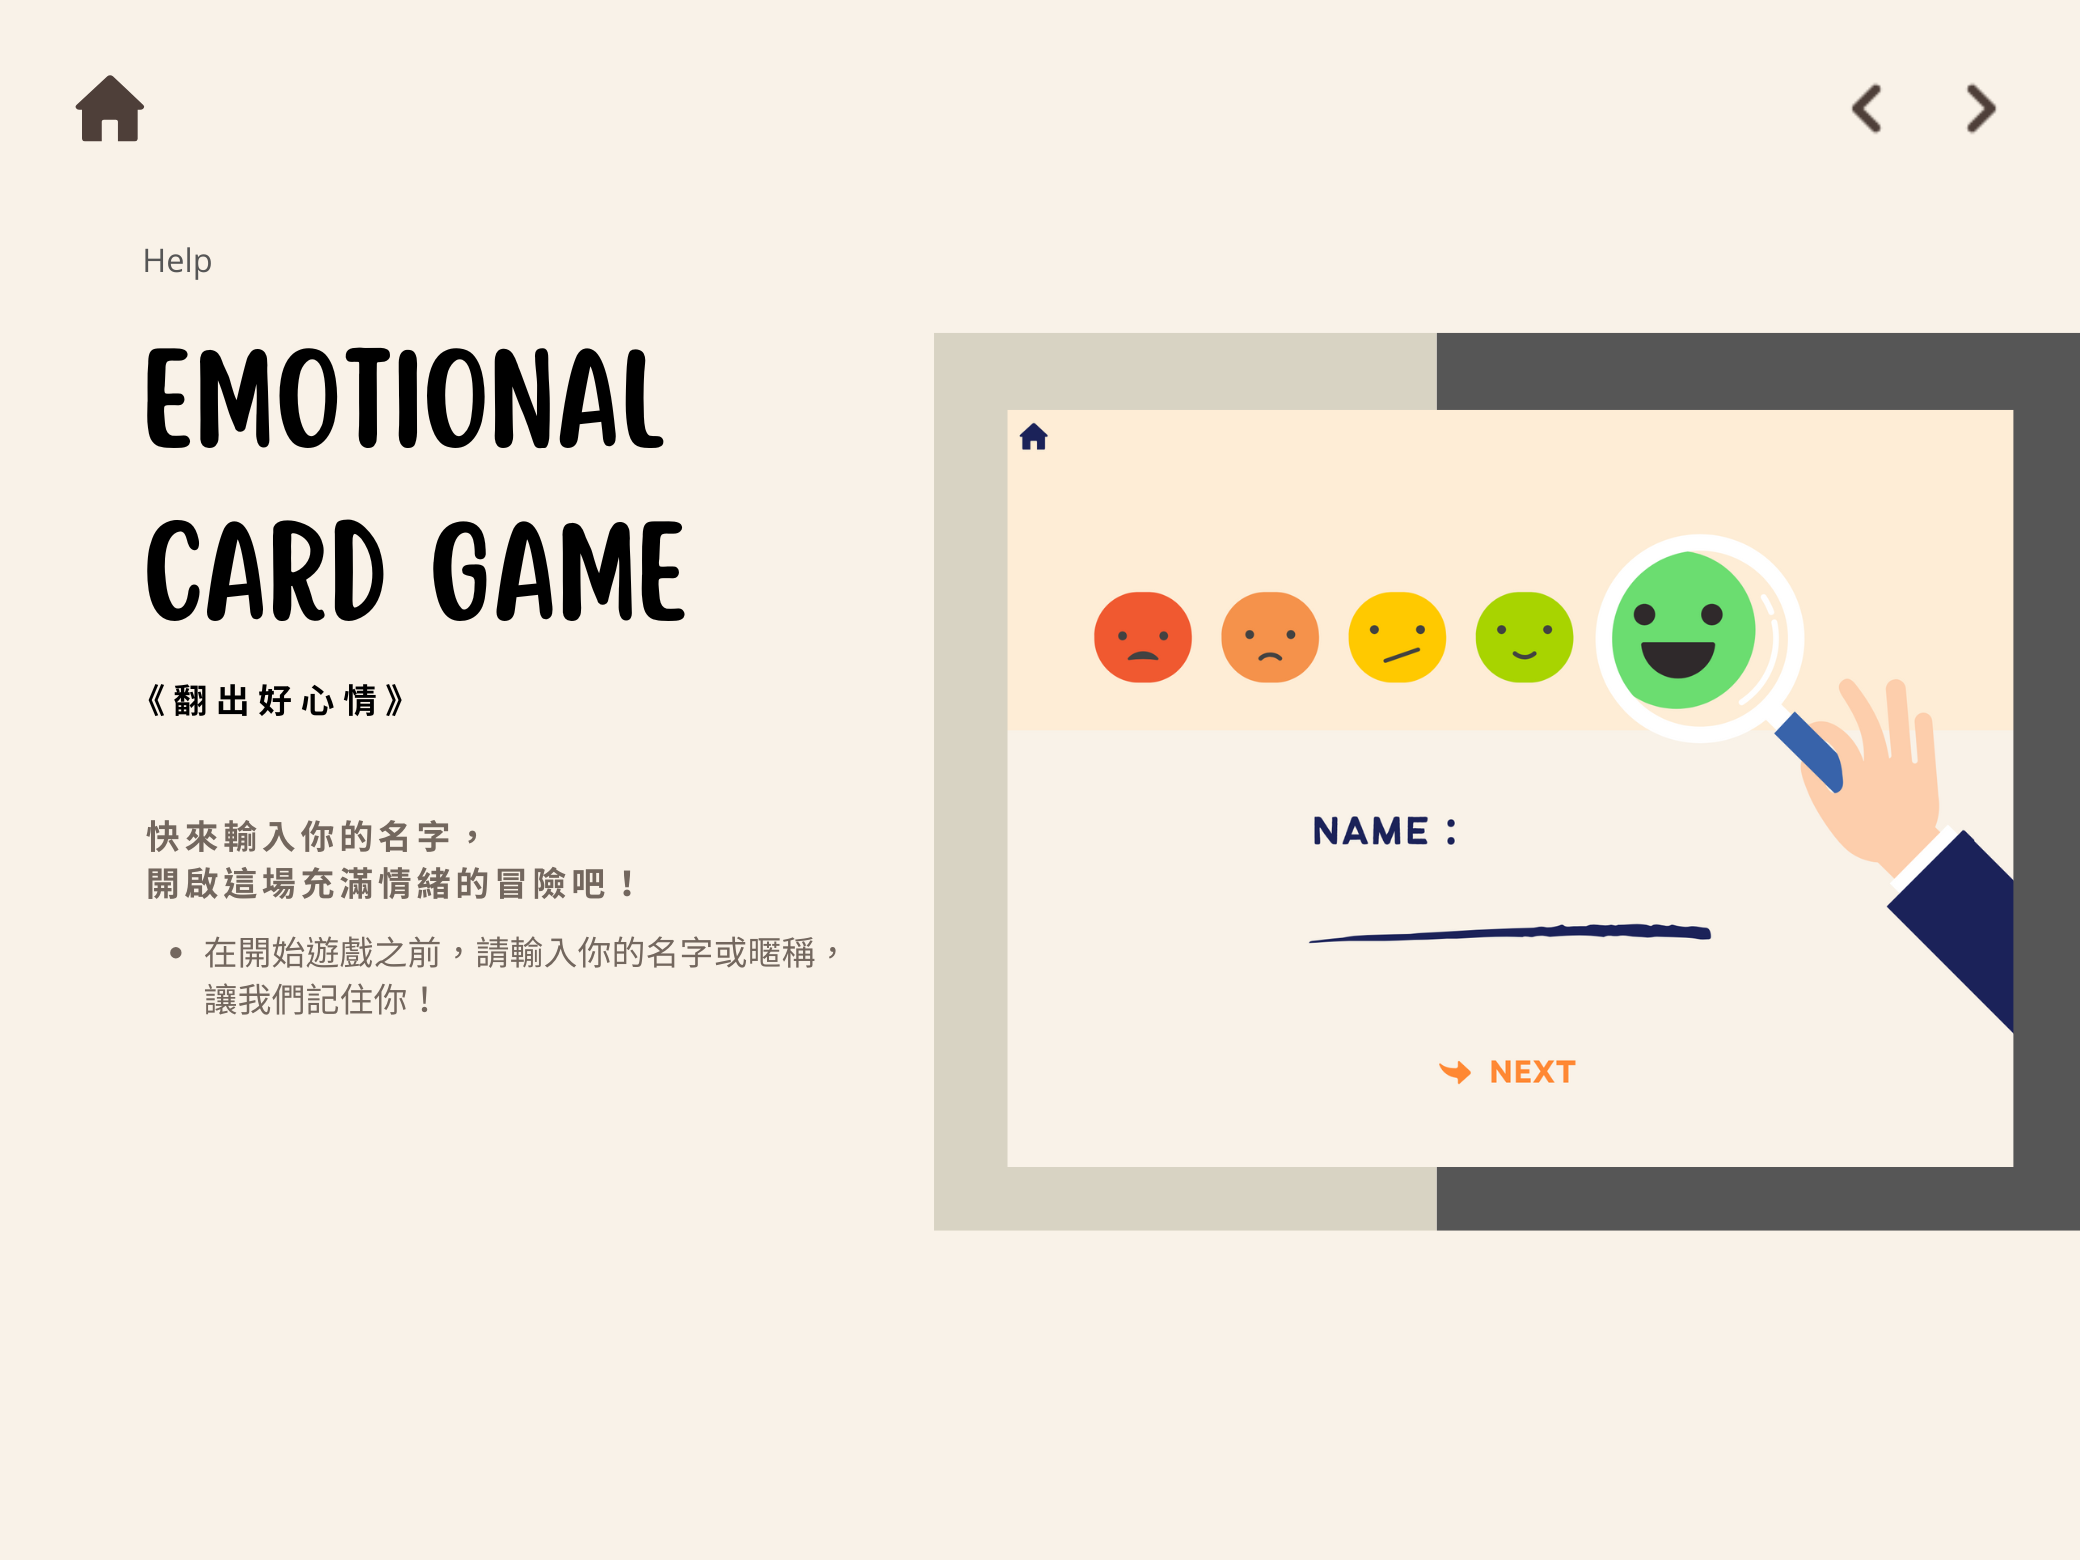 Help
EMOTIONAL
CARD GAME
《翻出好心情》
快來輸入你的名字，
開啟這場充滿情緒的冒險吧！
• 在開始遊戲之前，請輸入你的名字或暱稱，
讓我們記住你！
NAME：
NEXT